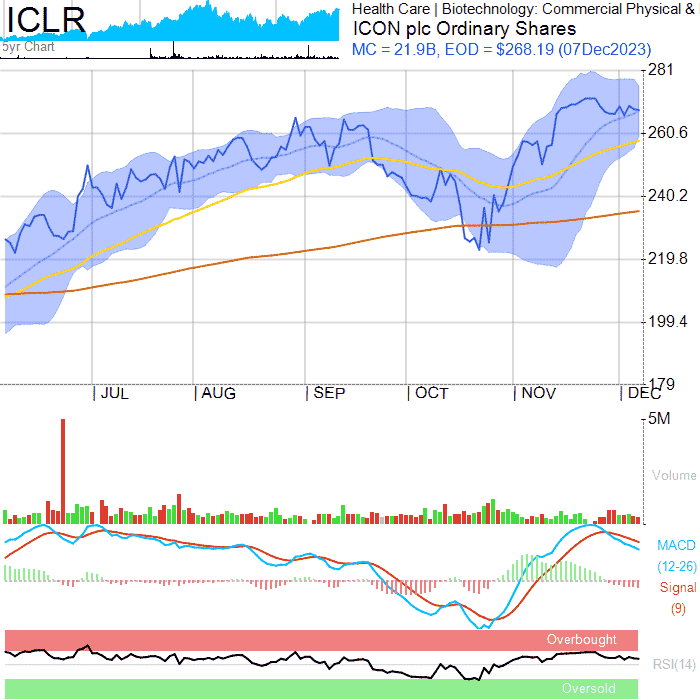 ICLR
5yr Chart
Health Care | Biotechnology: Commercial Physical &
ICON plc Ordinary Shares
MC = 21.9B, EOD = $268.19 (07Dec2023)
281
260.6
240.2
219.8
199.4
179
JUL
AUG
SEP
OCT
NOV
DEC
5M
Volume
MACD
(12-26)
Signal
(9)
Overbought
RSI(14)
Oversold